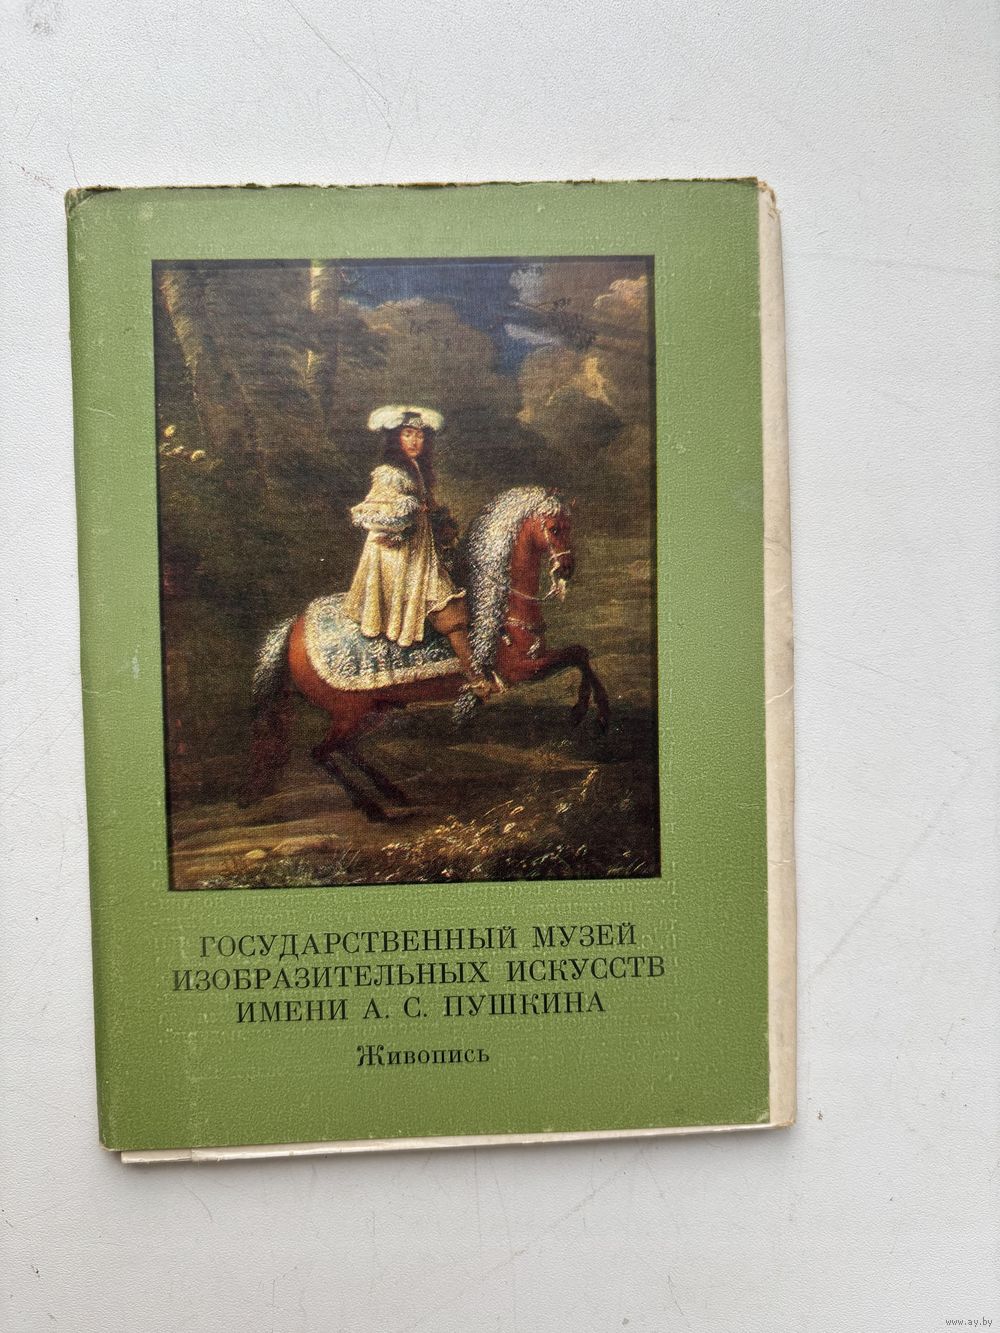 ГОСУДАРСТВЕННЫЙ МУЗЕЙ
ИЗОБРАЗИТЕЛЬНЫХ ИСКУССТВ
ИМЕНИ А. С. ПУШКИНА
Живопись
www.ay.by